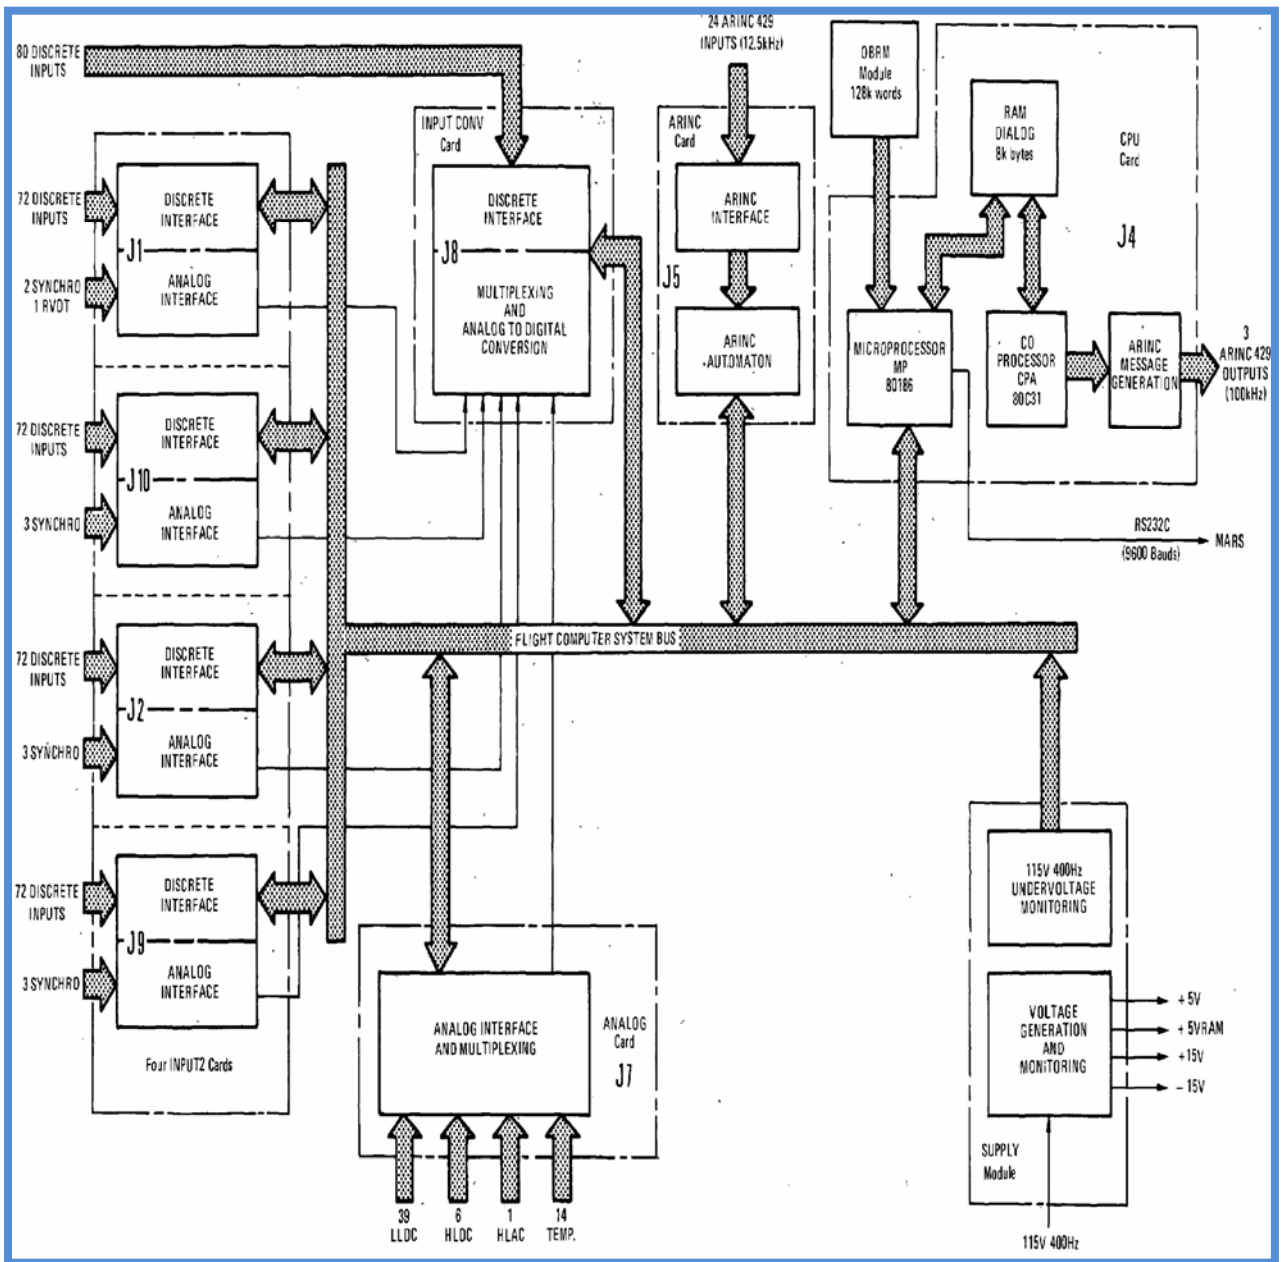 80 DISCRETE
INPUTS
24 ARINC 429
INPUTS (12.5kHz)
OBRM
Module
128k words
INPUT CONV
Card
ARINC
Card
RAM
DIALOG
8k bytes
CPU
Card
J4
72 DISCRETE
INPUTS
DISCRETE
INTERFACE
J1
2 SYNCHRO
1 RVDT
ANALOG
INTERFACE
DISCRETE
INTERFACE
J8
MULTIPLEXING
AND
ANALOG TO DIGITAL
CONVERSION
ARINC
INTERFACE
J5
ARINC
AUTOMATON
MICROPROCESSOR
MP
80186
CO
PROCESSOR
CPA
80C31
ARINC
MESSAGE
GENERATION
3
ARINC 429
OUTPUTS
(100kHz)
72 DISCRETE
INPUTS
DISCRETE
INTERFACE
J10
3 SYNCHRO
ANALOG
INTERFACE
RS232C
(9600 Bauds)
MARS
FLIGHT COMPUTER SYSTEM BUS
72 DISCRETE
INPUTS
DISCRETE
INTERFACE
J2
3 SYNCHRO
ANALOG
INTERFACE
72 DISCRETE
INPUTS
DISCRETE
INTERFACE
J9
3 SYNCHRO
ANALOG
INTERFACE
Four INPUT2 Cards
ANALOG INTERFACE
AND MULTIPLEXING
ANALOG
Card
J7
39
LLDC
6
HLDC
1
HLAC
14
TEMP.
115V 400Hz
UNDERVOLTAGE
MONITORING
VOLTAGE
GENERATION
AND
MONITORING
+5V
+5VRAM
+15V
- 15V
SUPPLY
Module
115V 400Hz